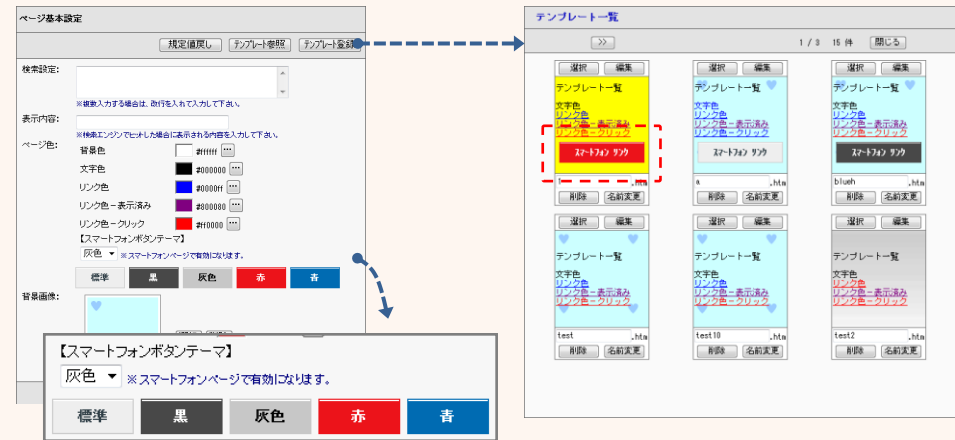 ページ基本設定
規定値戻し
テンプレート参照
テンプレート登録
検索設定:
※複数入力する場合は、改行を入れて入力して下さい。
表示内容:
※検索エンジンでヒットした場合に表示される内容を入力して下さい。
ページ色:
背景色 #ffffff ...
文字色 #000000 ...
リンク色 #0000ff ...
リンク色-表示済み #800080 ...
リンク色-クリック #ff0000 ...
【スマートフォンボタンテーマ】
灰色 ※スマートフォンページで有効になります。
標準 黒 灰色 赤 青
背景画像:
【スマートフォンボタンテーマ】
灰色 ※スマートフォンページで有効になります。
標準 黒 灰色 赤 青
テンプレート一覧
>> 1 / 3 15 件 閉じる
選択 編集 選択 編集 選択 編集
テンプレート一覧 テンプレート一覧 テンプレート一覧
文字色 文字色 文字色
リンク色 リンク色 リンク色
リンク色-表示済み リンク色-表示済み リンク色-表示済み
リンク色-クリック リンク色-クリック リンク色-クリック
スマートフォン リンク スマートフォン リンク スマートフォン リンク
.htm a .htm blueh .htm
削除 名前変更 削除 名前変更 削除 名前変更
選択 編集 選択 編集 選択 編集
テンプレート一覧 テンプレート一覧 テンプレート一覧
文字色 文字色 文字色
リンク色 リンク色 リンク色
リンク色-表示済み リンク色-表示済み リンク色-表示済み
リンク色-クリック リンク色-クリック リンク色-クリック
test .htm test10 .htm test2 .htm
削除 名前変更 削除 名前変更 削除 名前変更